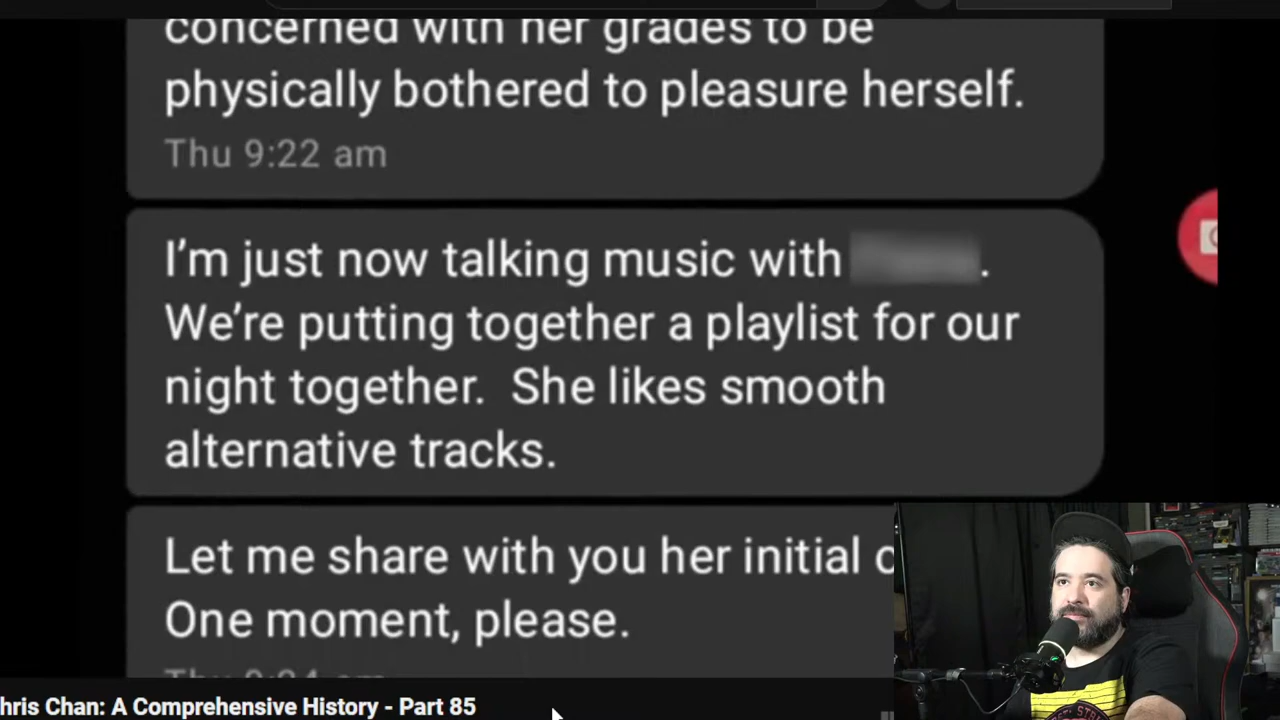 concerned with her grades to be
physically bothered to pleasure herself.
Thu 9:22 am
I'm just now talking music with .
We're putting together a playlist for our
night together.  She likes smooth
alternative tracks.
Let me share with you her initial
One moment, please.
hris Chan: A Comprehensive History - Part 85